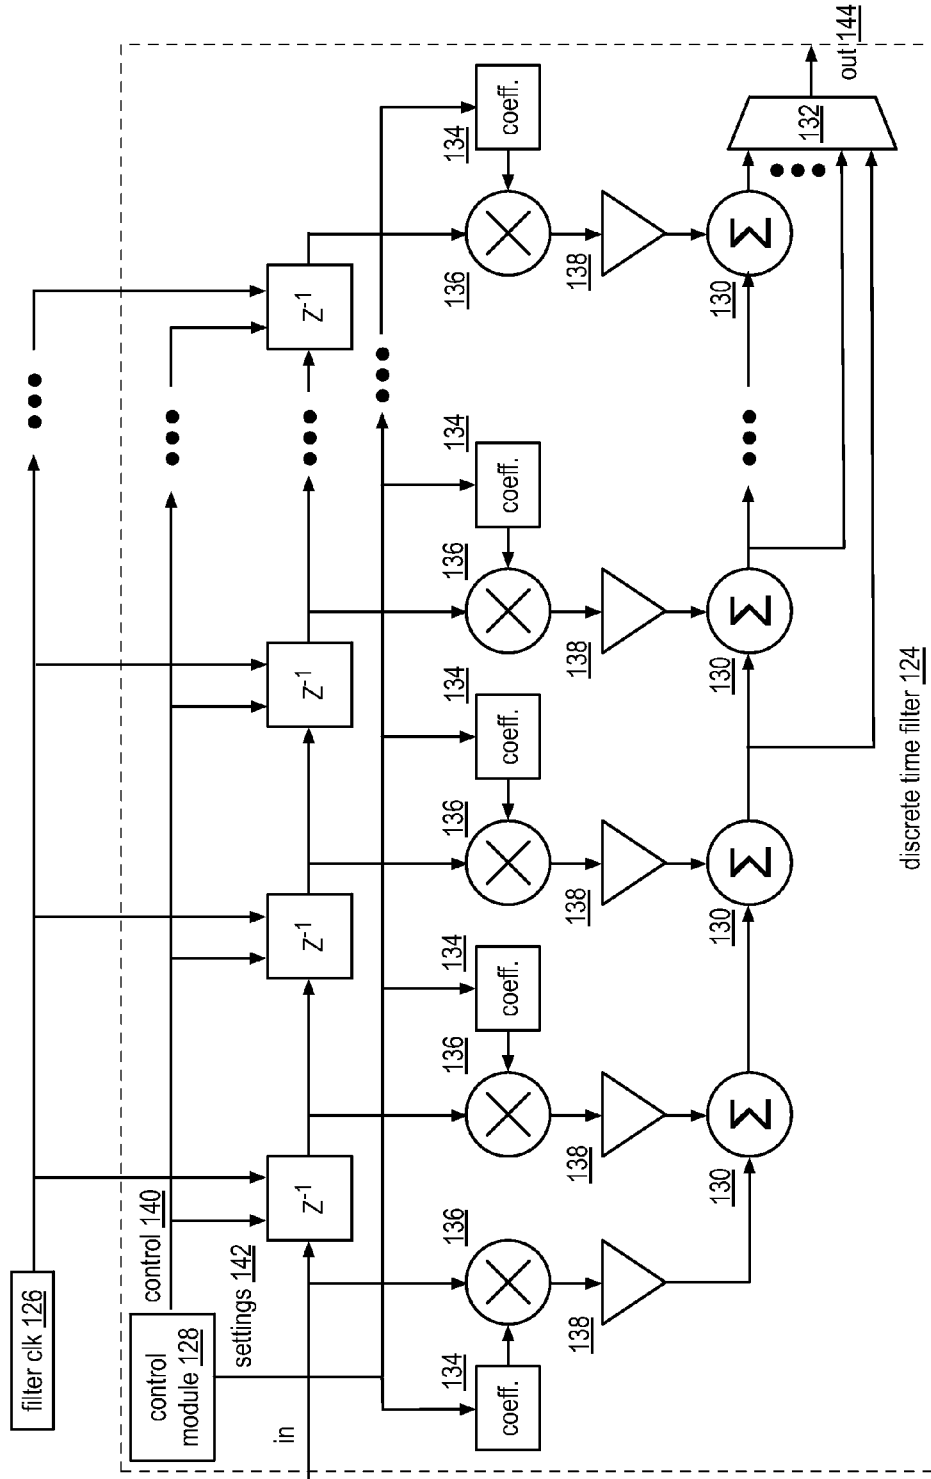 filter clk 126
control 140
control
module 128
settings 142
in
Z-1
Z-1
Z-1
Z-1
134
136
136
134
136
134
136
134
136
134
coeff.
coeff.
coeff.
coeff.
coeff.
138
138
138
138
138
130
130
130
130
Σ
Σ
Σ
Σ
132
out 144
discrete time filter 124